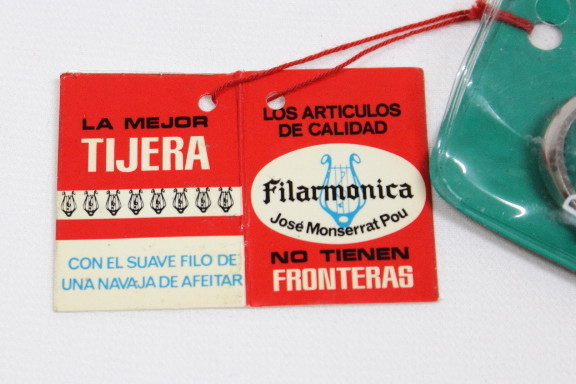 LA MEJOR
TIJERA
CON EL SUAVE FILO DE
UNA NAVAJA DE AFEITAR
LOS ARTICULOS
DE CALIDAD
Filarmonica
José Monserrat Pou
NO TIENEN
FRONTERAS